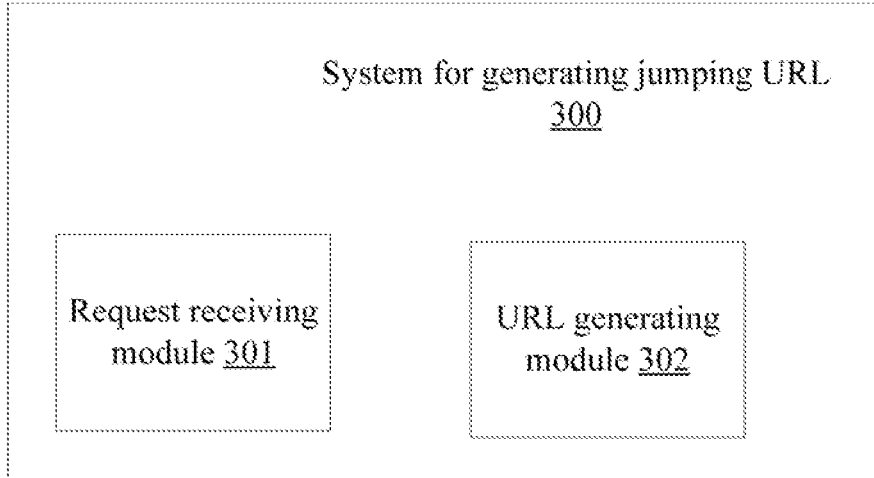 System for generating jumping URL
300
Request receiving
module 301
URL generating
module 302